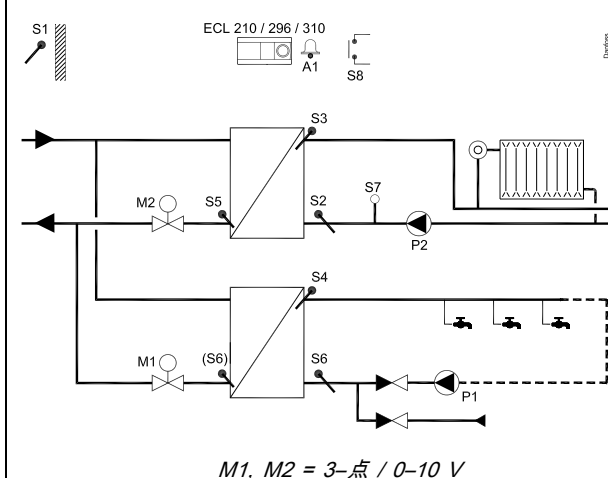 S1
ECL 210 / 296 / 310
A1
S8
Danfoss
S3
M2
S5
S2
S7
P2
S4
M1
(S6)
S6
P1
M1, M2 = 3–点 / 0–10 V